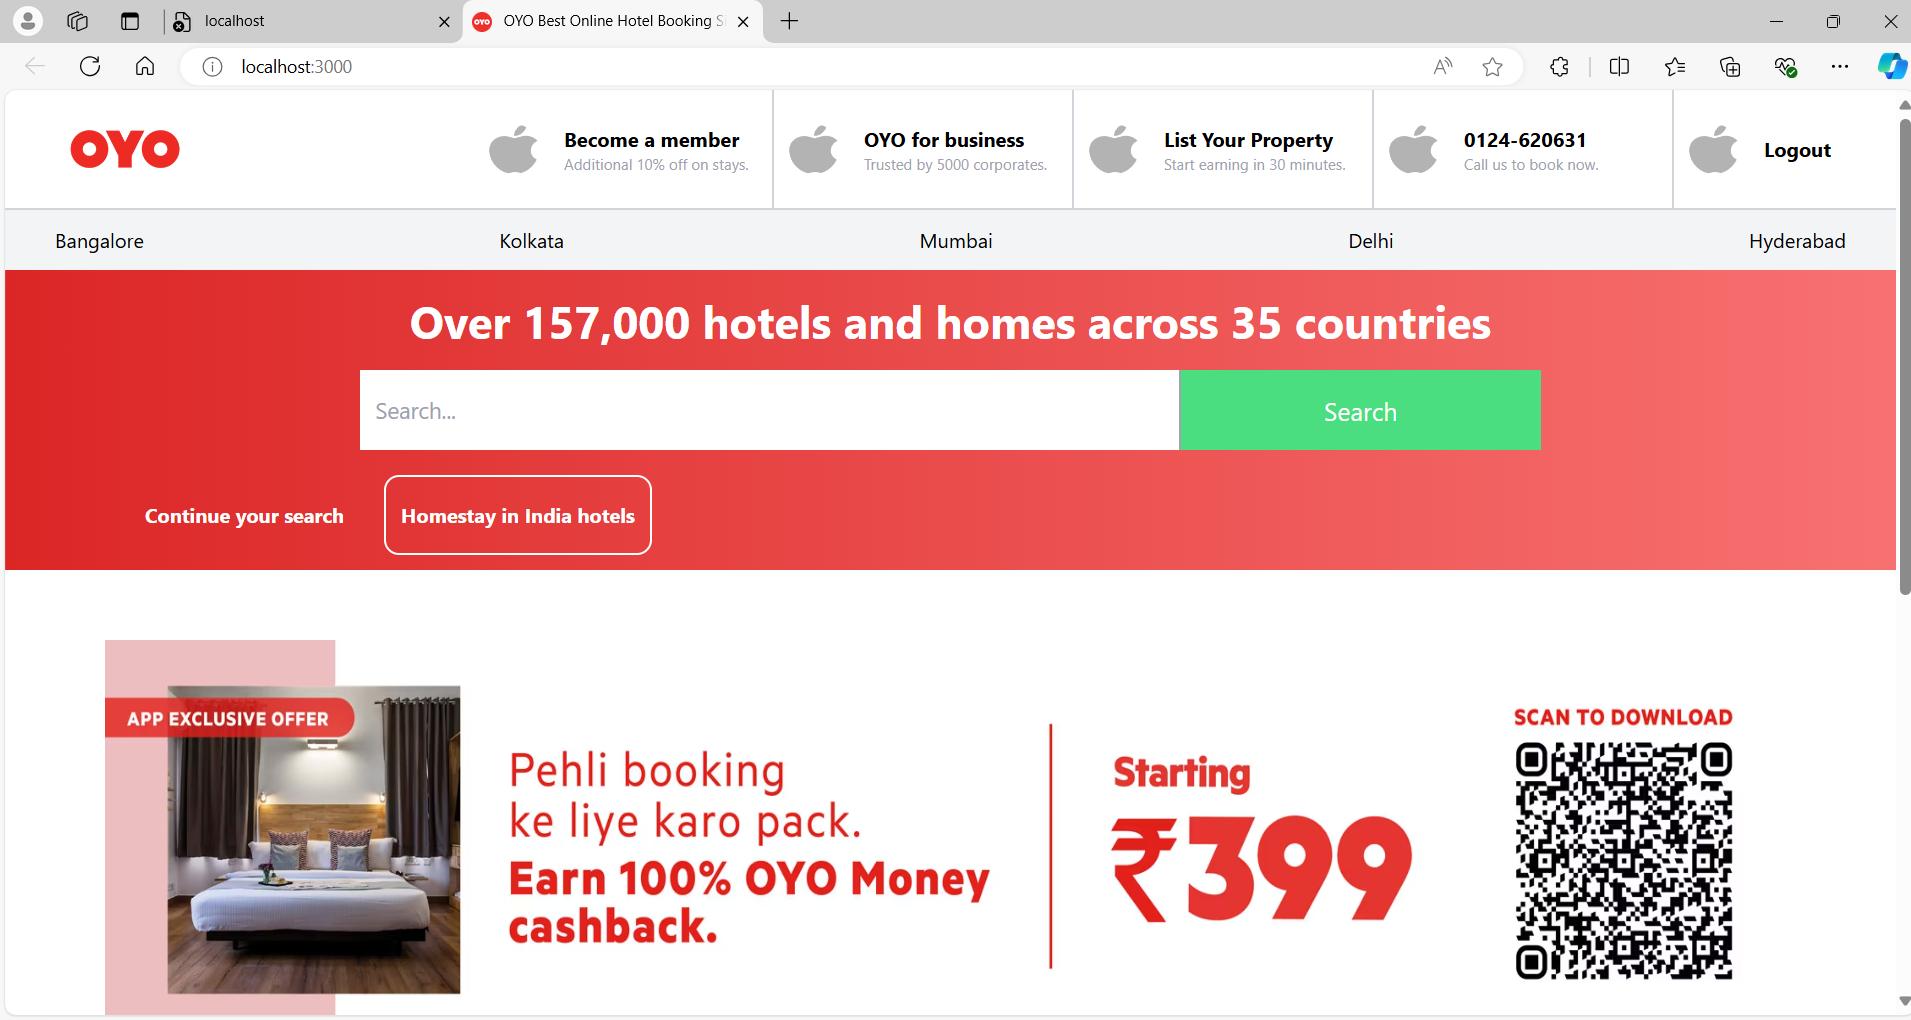 localhost
OYO Best Online Hotel Booking
localhost:3000
OYO
Become a member
Additional 10% off on stays.
OYO for business
Trusted by 5000 corporates.
List Your Property
Start earning in 30 minutes.
0124-620631
Call us to book now.
Logout
Bangalore
Kolkata
Mumbai
Delhi
Hyderabad
Over 157,000 hotels and homes across 35 countries
Search...
Search
Continue your search
Homestay in India hotels
APP EXCLUSIVE OFFER
Pehli booking
ke liye karo pack.
Earn 100% OYO Money
cashback.
Starting
₹399
SCAN TO DOWNLOAD